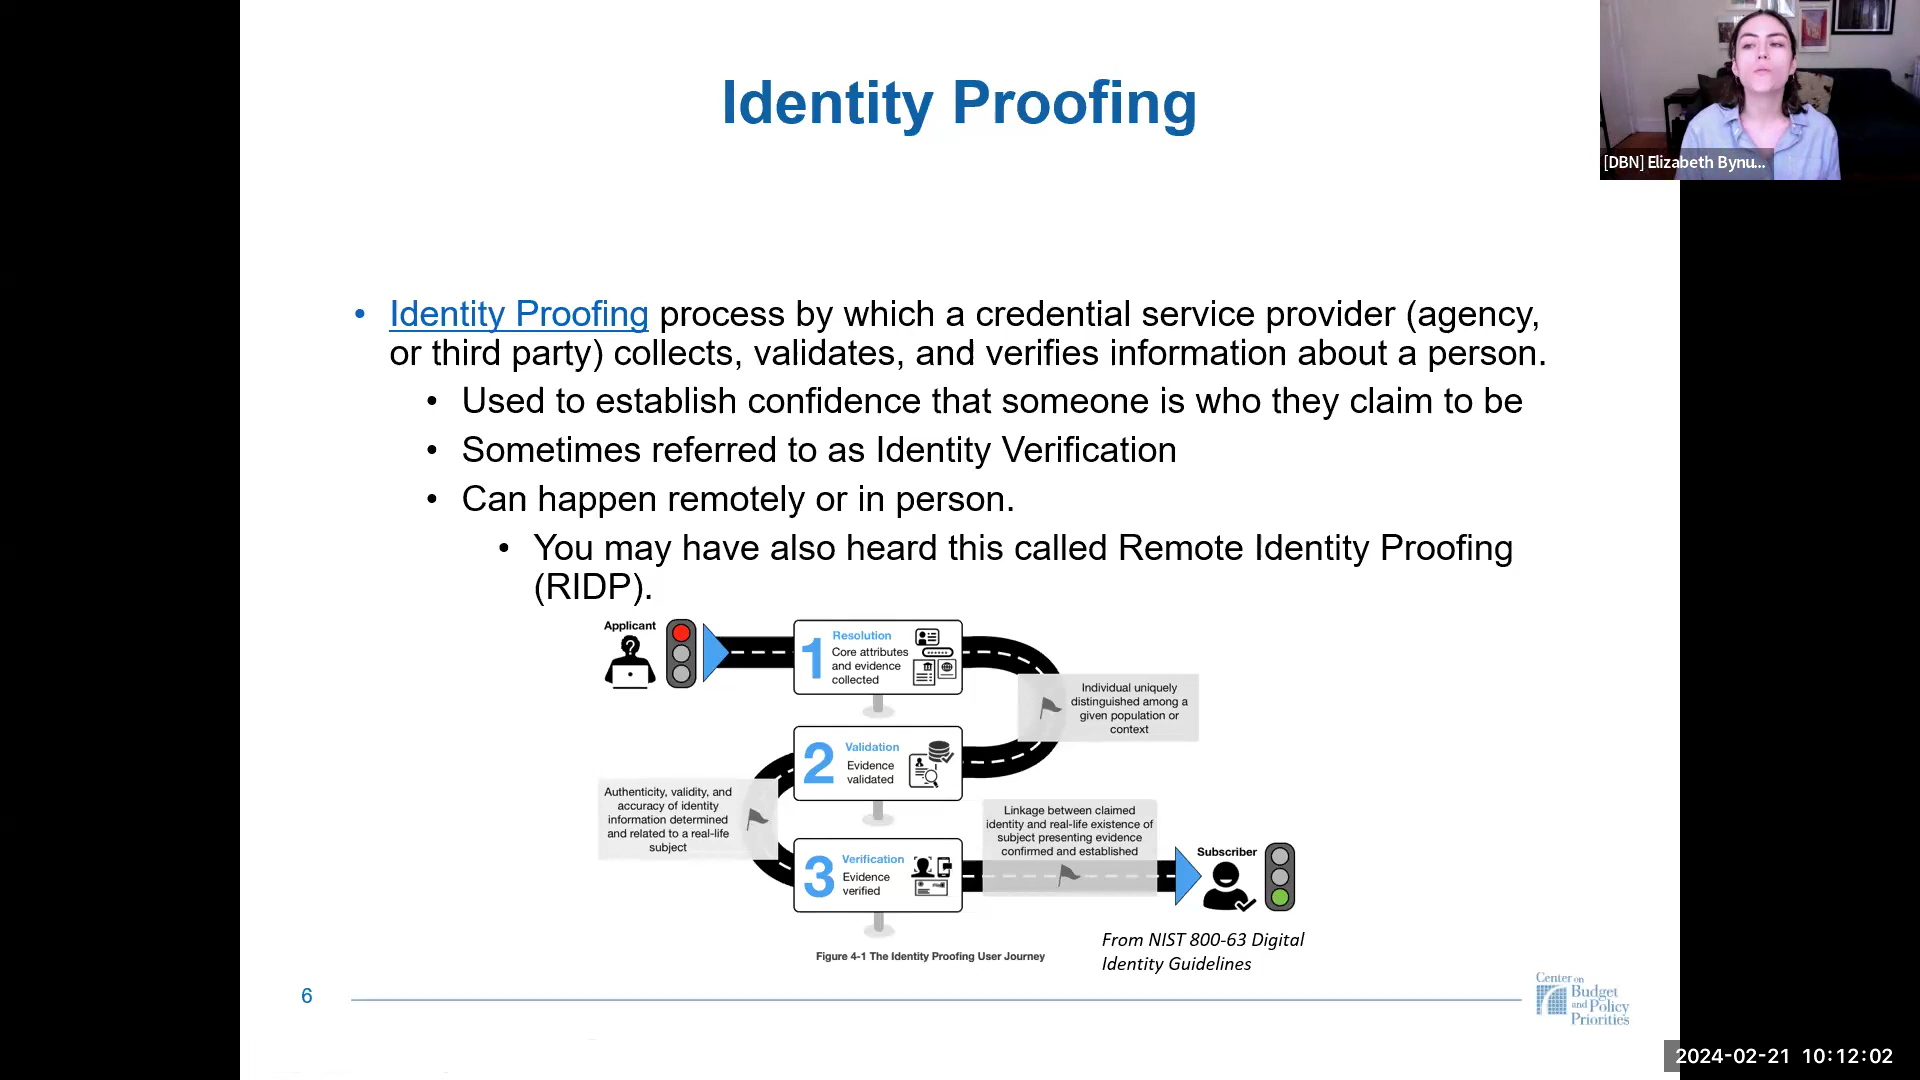 Identity Proofing
[DBN] Elizabeth Bynu...
• Identity Proofing process by which a credential service provider (agency,
or third party) collects, validates, and verifies information about a person.
• Used to establish confidence that someone is who they claim to be
• Sometimes referred to as Identity Verification
• Can happen remotely or in person.
• You may have also heard this called Remote Identity Proofing
(RIDP).
Applicant
1
Resolution
Core attributes
and evidence
collected
Individual uniquely
distinguished among a
given population or
context
2
Validation
Evidence
validated
Authenticity, validity, and
accuracy of identity
information determined
and related to a real-life
subject
3
Verification
Evidence
verified
Linkage between claimed
identity and real-life existence of
subject presenting evidence
confirmed and established
Subscriber
Figure 4-1 The Identity Proofing User Journey
From NIST 800-63 Digital
Identity Guidelines
6
Center on
Budget
and Policy
Priorities
2024-02-21 10:12:02